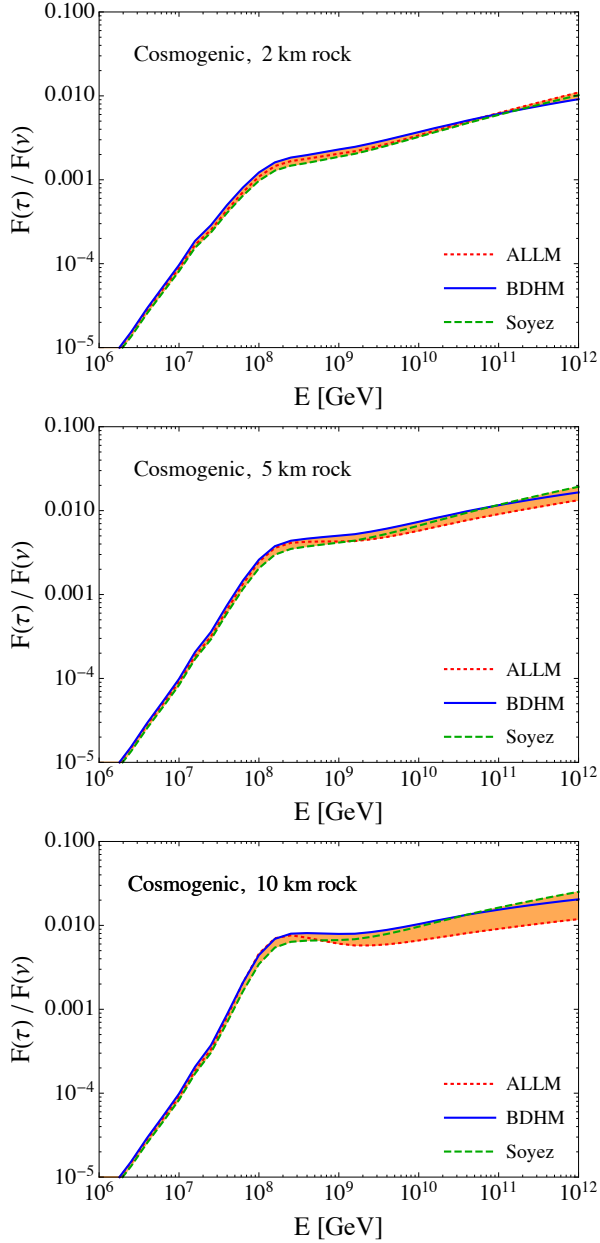 0.100
Cosmogenic, 2 km rock
0.010
0.001
10⁻⁴
10⁻⁵
F(τ) / F(ν)
ALLM
BDHM
Soyez
10⁶ 10⁷ 10⁸ 10⁹ 10¹⁰ 10¹¹ 10¹²
E [GeV]
0.100
Cosmogenic, 5 km rock
0.010
0.001
10⁻⁴
10⁻⁵
F(τ) / F(ν)
ALLM
BDHM
Soyez
10⁶ 10⁷ 10⁸ 10⁹ 10¹⁰ 10¹¹ 10¹²
E [GeV]
0.100
Cosmogenic, 10 km rock
0.010
0.001
10⁻⁴
10⁻⁵
F(τ) / F(ν)
ALLM
BDHM
Soyez
10⁶ 10⁷ 10⁸ 10⁹ 10¹⁰ 10¹¹ 10¹²
E [GeV]